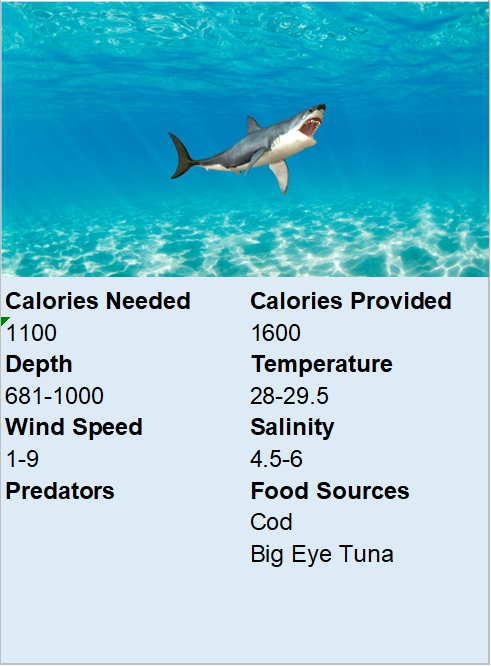 Calories Needed Calories Provided
1100 1600
Depth Temperature
681-1000 28-29.5
Wind Speed Salinity
1-9 4.5-6
Predators Food Sources
Cod
Big Eye Tuna